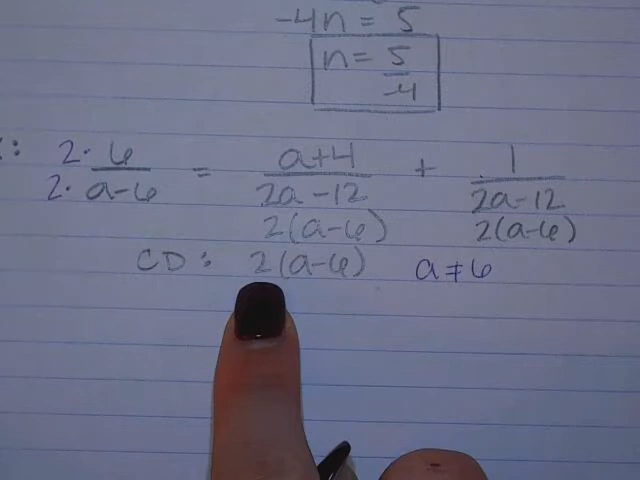 -4n = 5
n = 5/-4
: 2·6/2·a-6 = a+4/2a-12 + 1/2a-12
2(a-6) 2(a-6)
CD: 2(a-6) a≠6